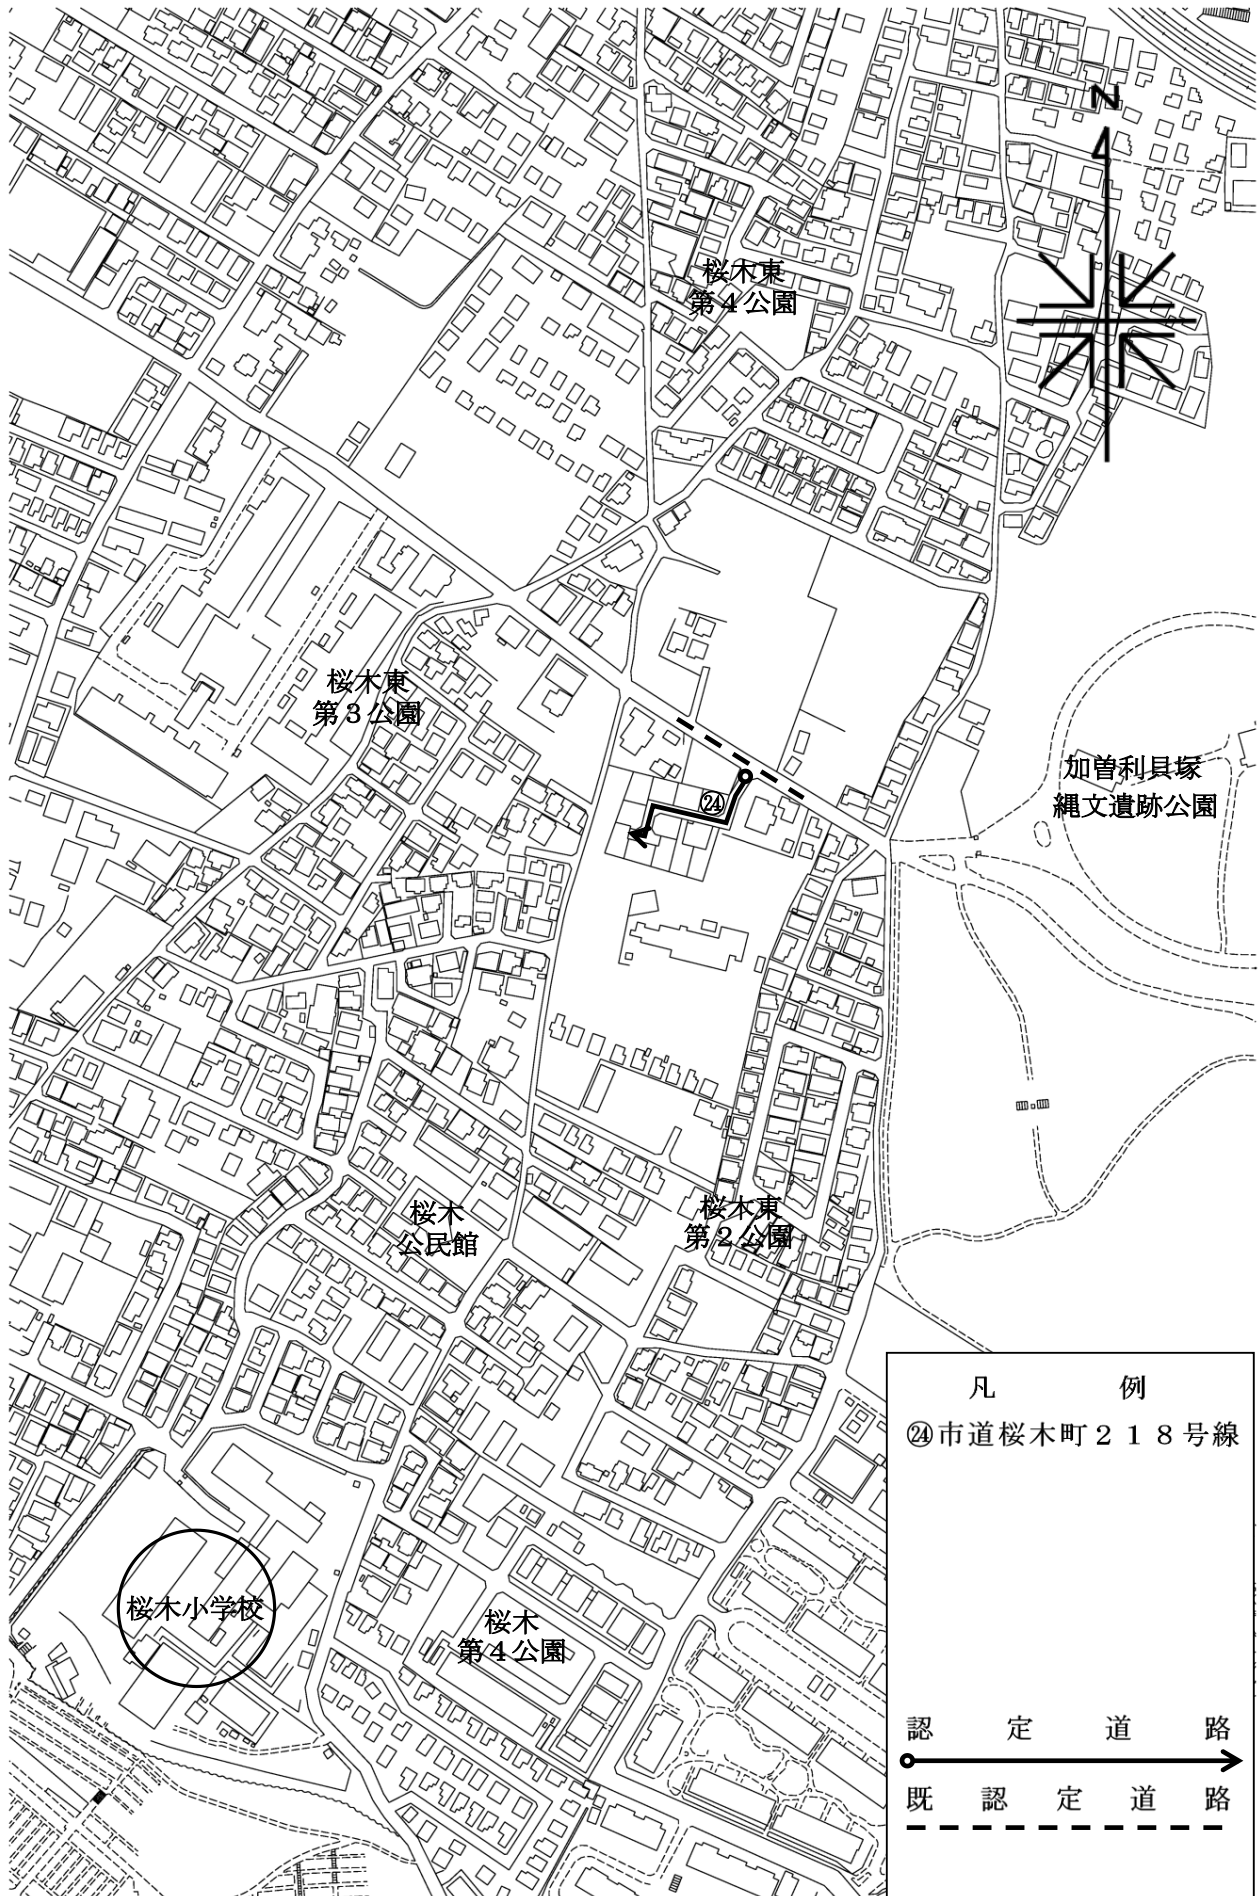 N
桜木東
第４公園
桜木東
第３公園
加曽利貝塚
縄文遺跡公園
㉔
桜木
公民館
桜木東
第２公園
桜木小学校
桜木
第４公園
凡　例
㉔市道桜木町２１８号線
認定道路
既認定道路